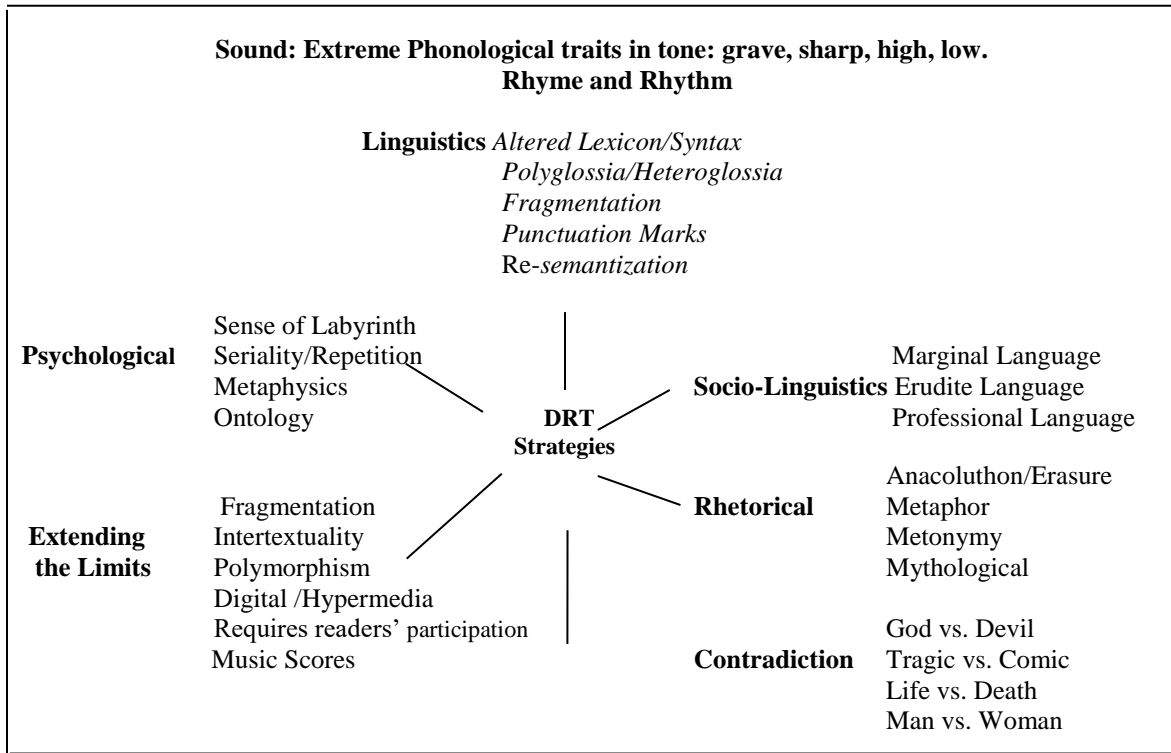 Sound: Extreme Phonological traits in tone: grave, sharp, high, low.
Rhyme and Rhythm
Linguistics Altered Lexicon/Syntax
Polyglossia/Heteroglossia
Fragmentation
Punctuation Marks
Re-semantization
Psychological
Sense of Labyrinth
Seriality/Repetition
Metaphysics
Ontology
DRT
Strategies
Socio-Linguistics
Marginal Language
Erudite Language
Professional Language
Extending
the Limits
Fragmentation
Intertextuality
Polymorphism
Digital /Hypermedia
Requires readers’ participation
Music Scores
Rhetorical
Anacoluthon/Erasure
Metaphor
Metonymy
Mythological
Contradiction
God vs. Devil
Tragic vs. Comic
Life vs. Death
Man vs. Woman